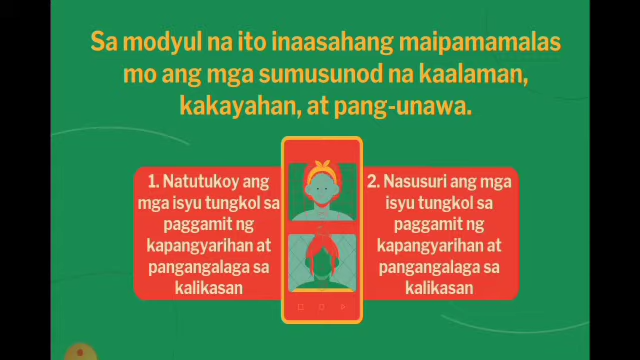 Sa modyul na ito inaasahang maipamamalas
mo ang mga sumusunod na kaalaman,
kakayahan, at pang-unawa.
1. Natutukoy ang
mga isyu tungkol sa
paggamit ng
kapangyarihan at
pangangalaga sa
kalikasan
2. Nasusuri ang mga
isyu tungkol sa
paggamit ng
kapangyarihan at
pangangalaga sa
kalikasan